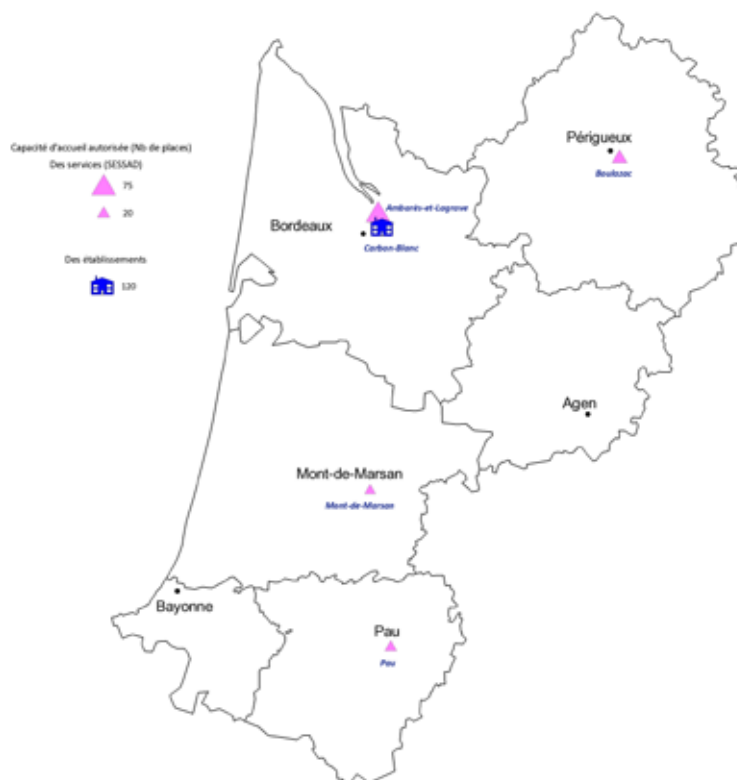 Capacité d'accueil autorisée (Nb de places)
Des services (SESSAD)
75
20
Des établissements
120
Périgueux
Boulazac
Ambarès-et-Lagrave
Bordeaux
Carbon-Blanc
Agen
Mont-de-Marsan
Mont-de-Marsan
Bayonne
Pau
Pau